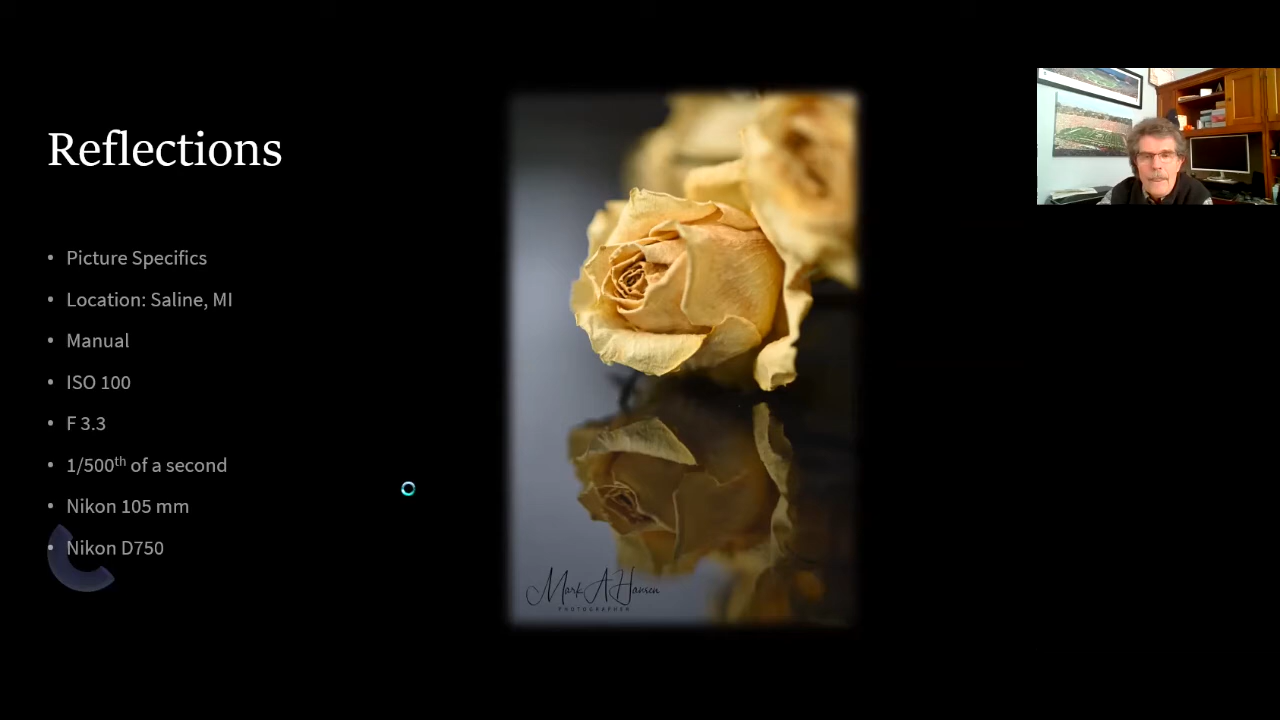 Reflections
• Picture Specifics
• Location: Saline, MI
• Manual
• ISO 100
• F 3.3
• 1/500th of a second
• Nikon 105 mm
• Nikon D750
Mark A Hansen
PHOTOGRAPHER